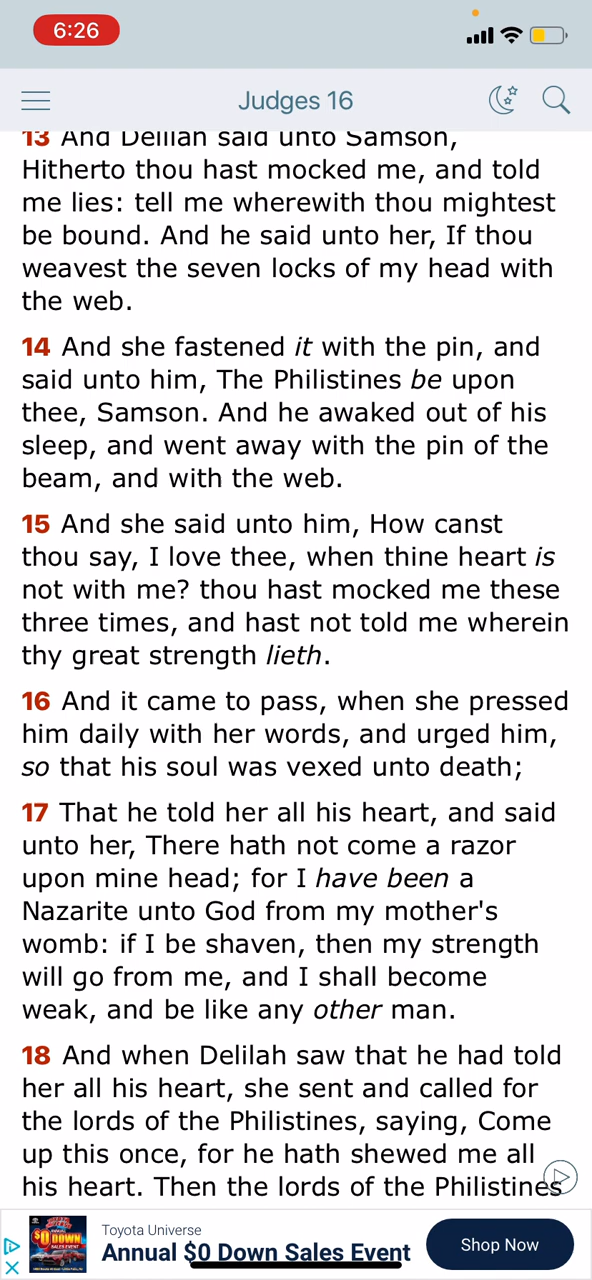 6:26
Judges 16
13 And Delilah said unto Samson,
Hitherto thou hast mocked me, and told
me lies: tell me wherewith thou mightest
be bound. And he said unto her, If thou
weavest the seven locks of my head with
the web.
14 And she fastened it with the pin, and
said unto him, The Philistines be upon
thee, Samson. And he awaked out of his
sleep, and went away with the pin of the
beam, and with the web.
15 And she said unto him, How canst
thou say, I love thee, when thine heart is
not with me? thou hast mocked me these
three times, and hast not told me wherein
thy great strength lieth.
16 And it came to pass, when she pressed
him daily with her words, and urged him,
so that his soul was vexed unto death;
17 That he told her all his heart, and said
unto her, There hath not come a razor
upon mine head; for I have been a
Nazarite unto God from my mother's
womb: if I be shaven, then my strength
will go from me, and I shall become
weak, and be like any other man.
18 And when Delilah saw that he had told
her all his heart, she sent and called for
the lords of the Philistines, saying, Come
up this once, for he hath shewed me all
his heart. Then the lords of the Philistines
$0 DOWN
SALES EVENT
Toyota Universe
Annual $0 Down Sales Event
Shop Now